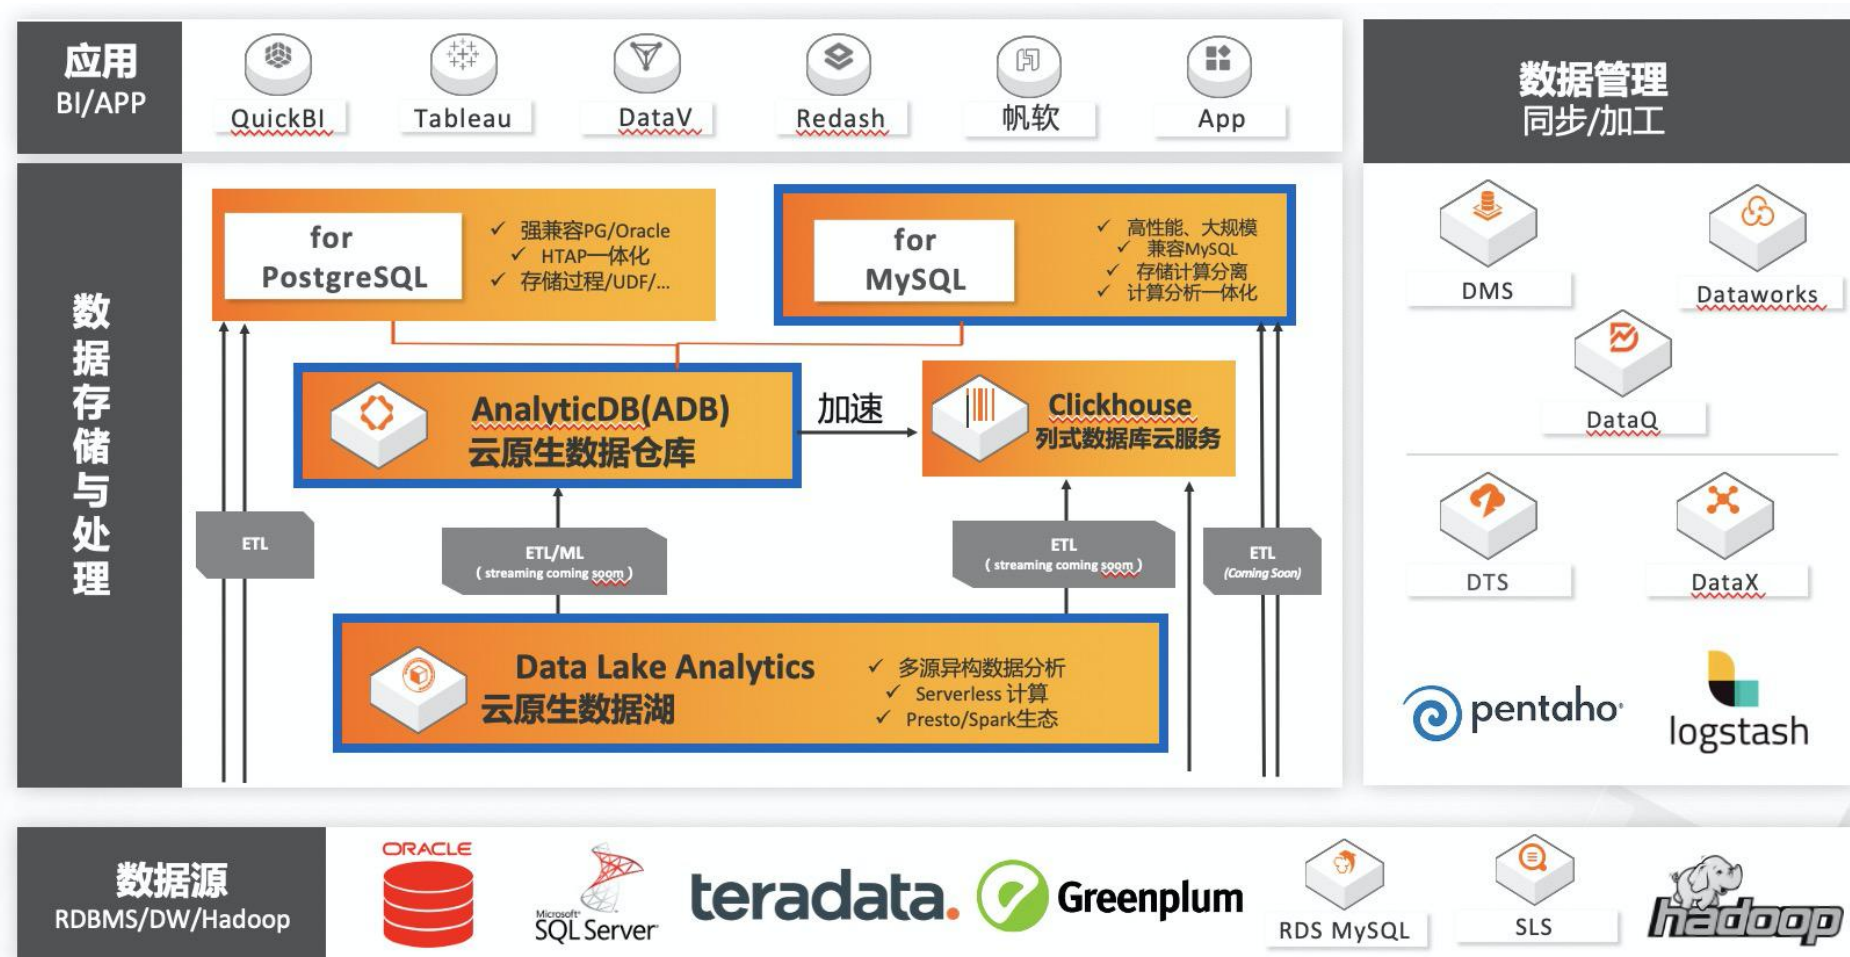 应用
BI/APP
QuickBI
Tableau
DataV
Redash
帆软
App
数据管理
同步/加工
数据存储与处理
for
PostgreSQL
强兼容PG/Oracle
HTAP一体化
存储过程/UDF/...
for
MySQL
高性能、大规模
兼容MySQL
存储计算分离
计算分析一体化
AnalyticDB(ADB)
云原生数据仓库
加速
Clickhouse
列式数据库云服务
ETL
ETL/ML
( streaming coming soom )
ETL
( streaming coming soom )
ETL
(Coming Soon)
Data Lake Analytics
云原生数据湖
多源异构数据分析
Serverless 计算
Presto/Spark生态
DMS
Dataworks
DataQ
DTS
DataX
pentaho
logstash
数据源
RDBMS/DW/Hadoop
ORACLE
Microsoft
SQL Server
teradata.
Greenplum
RDS MySQL
SLS
hadoop